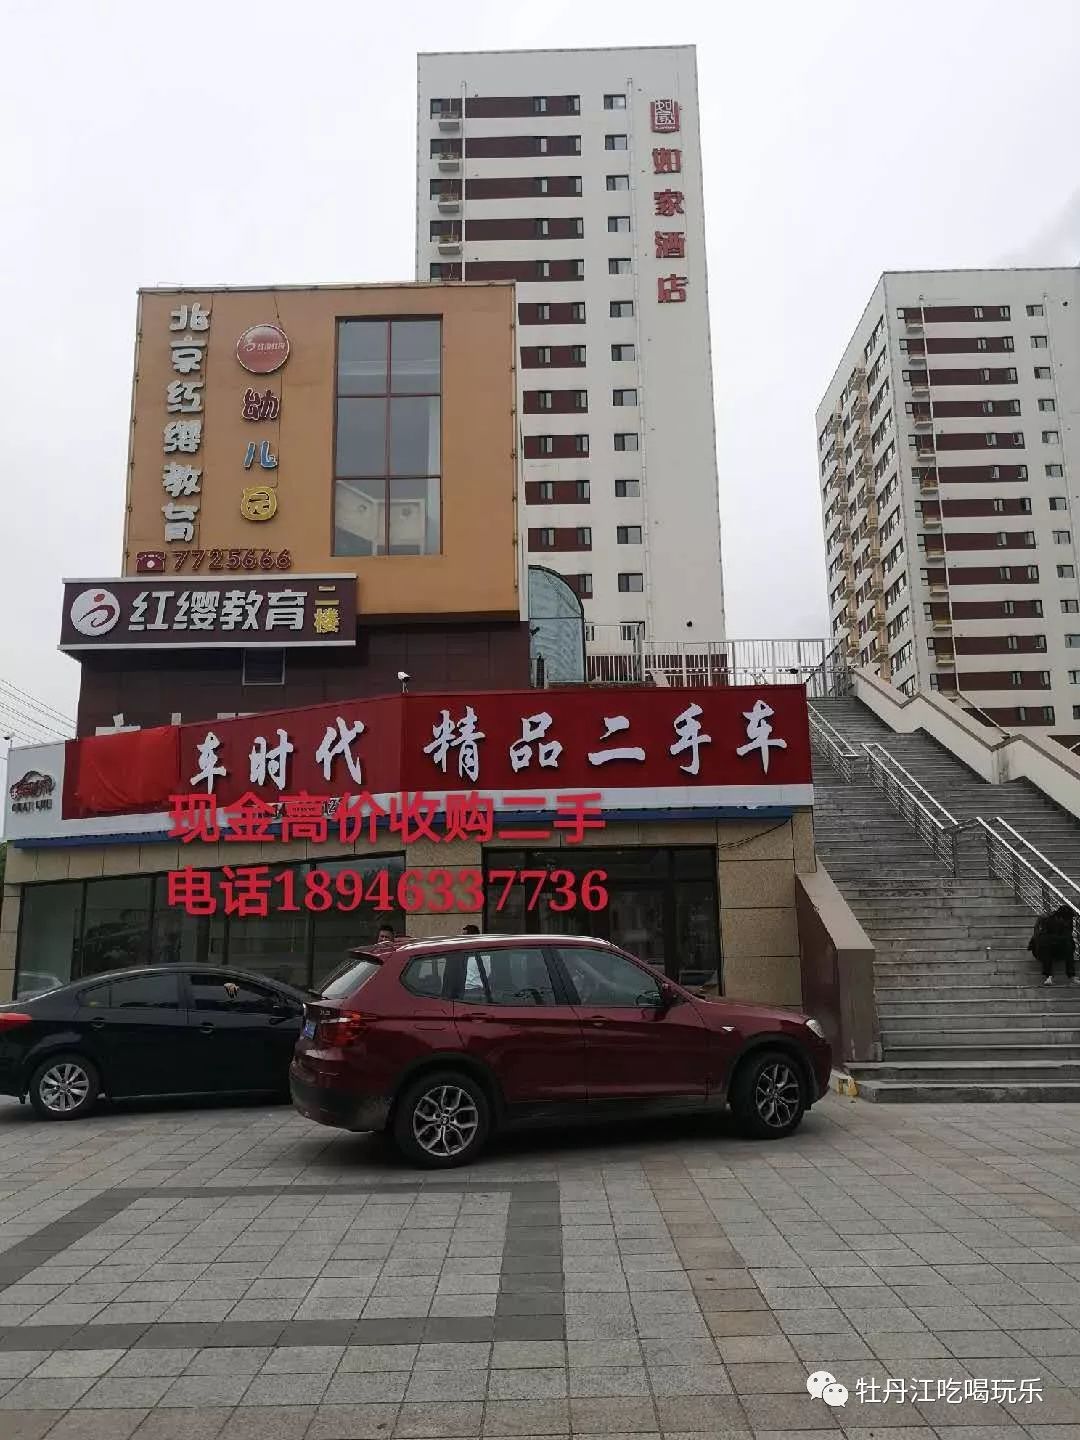 如家
如家酒店
北京红缨教育
幼儿园
7725666
红缨教育 二楼
车时代 精品二手车
现金高价收购二手
电话18946337736
牡丹江吃喝玩乐